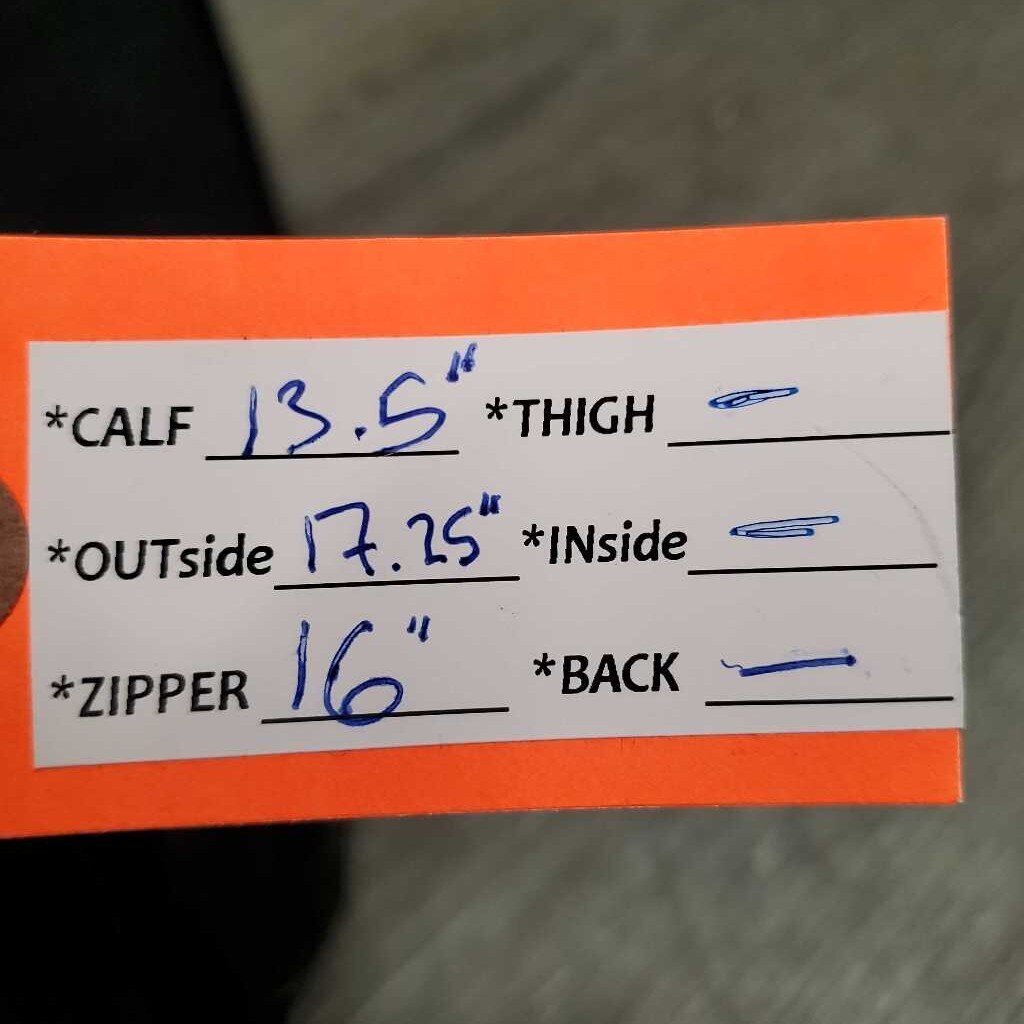 *CALF 13.5" *THIGH —
*OUTside 17.25" *INside —
*ZIPPER 16" *BACK —